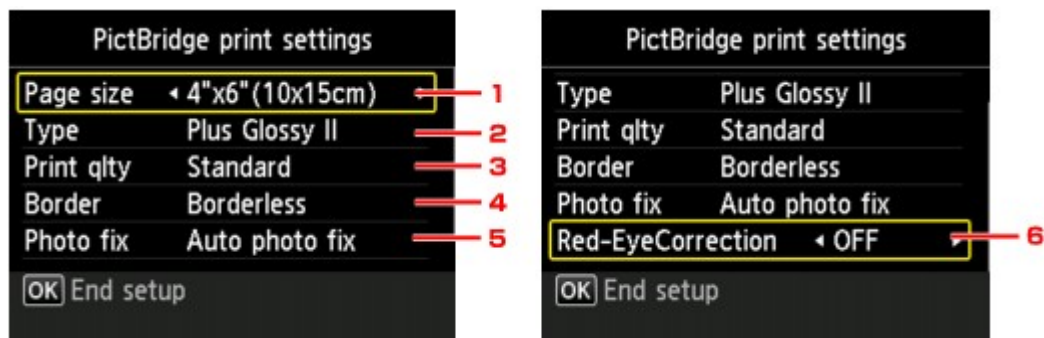 PictBridge print settings
Page size 4"x6"(10x15cm) 1
Type Plus Glossy II 2
Print qlty Standard 3
Border Borderless 4
Photo fix Auto photo fix 5
OK End setup
PictBridge print settings
Type Plus Glossy II
Print qlty Standard
Border Borderless
Photo fix Auto photo fix
Red-EyeCorrection OFF 6
OK End setup